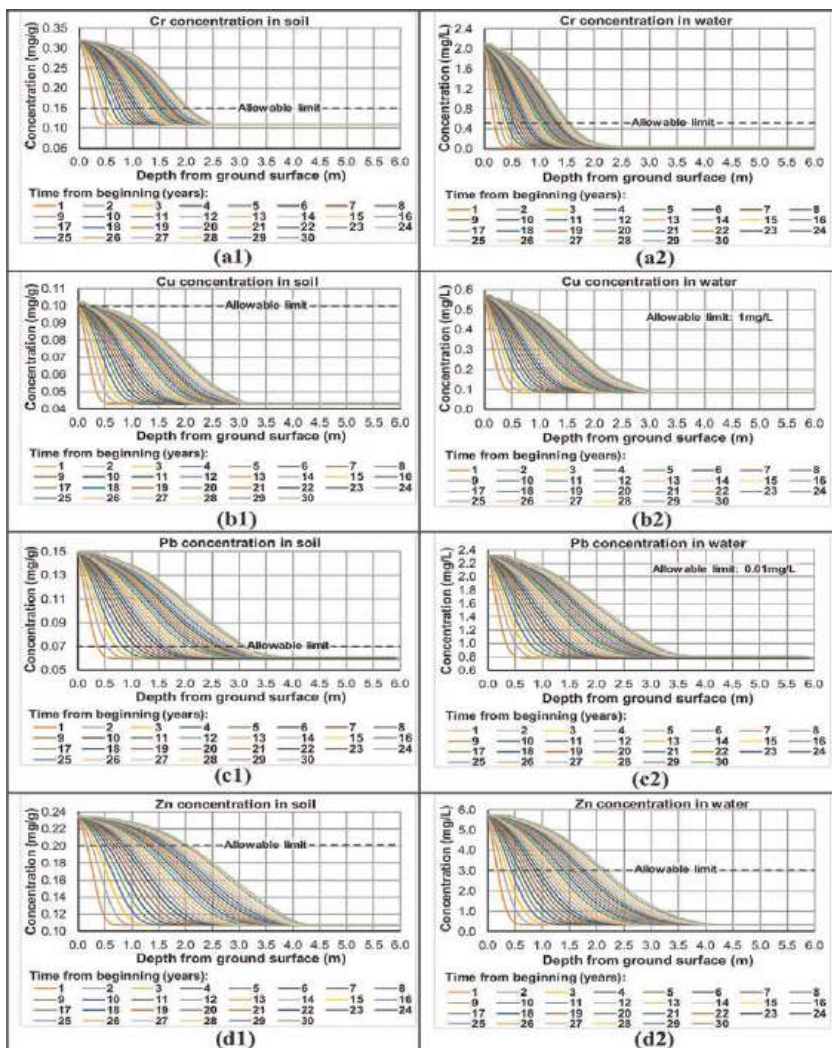 Cr concentration in soil
Concentration (mg/g)
0.35
0.30
0.25
0.20
0.15
0.10
0.06
Allowable limit
0.0 0.5 1.0 1.5 2.0 2.5 3.0 3.5 4.0 4.5 5.0 5.5 6.0
Depth from ground surface (m)
Time from beginning (years):
1 2 3 4 5 6 7 8
9 10 11 12 13 14 15 16
17 18 19 20 21 22 23 24
25 26 27 28 29 30
(a1)
Cr concentration in water
Concentration (mg/L)
2.4
2.0
1.6
1.2
0.8
0.4
0.0
Allowable limit
0.0 0.5 1.0 1.5 2.0 2.5 3.0 3.5 4.0 4.5 5.0 5.5 6.0
Depth from ground surface (m)
Time from beginning (years):
1 2 3 4 5 6 7 8
9 10 11 12 13 14 15 16
17 18 19 20 21 22 23 24
25 26 27 28 29 30
(a2)
Cu concentration in soil
Concentration (mg/g)
0.11
0.10
0.09
0.08
0.07
0.06
0.05
0.04
Allowable limit
0.0 0.5 1.0 1.5 2.0 2.5 3.0 3.5 4.0 4.5 5.0 5.5 6.0
Depth from ground surface (m)
Time from beginning (years):
1 2 3 4 5 6 7 8
9 10 11 12 13 14 15 16
17 18 19 20 21 22 23 24
25 26 27 28 29 30
(b1)
Cu concentration in water
Concentration (mg/L)
0.6
0.5
0.4
0.3
0.2
0.1
0.0
Allowable limit: 1mg/L
0.0 0.5 1.0 1.5 2.0 2.5 3.0 3.5 4.0 4.5 5.0 5.5 6.0
Depth from ground surface (m)
Time from beginning (years):
1 2 3 4 5 6 7 8
9 10 11 12 13 14 15 16
17 18 19 20 21 22 23 24
25 26 27 28 29 30
(b2)
Pb concentration in soil
Concentration (mg/g)
0.15
0.13
0.11
0.09
0.07
0.05
Allowable limit
0.0 0.5 1.0 1.5 2.0 2.5 3.0 3.5 4.0 4.5 5.0 5.5 6.0
Depth from ground surface (m)
Time from beginning (years):
1 2 3 4 5 6 7 8
9 10 11 12 13 14 15 16
17 18 19 20 21 22 23 24
25 26 27 28 29 30
(c1)
Pb concentration in water
Concentration (mg/L)
2.4
2.2
2.0
1.8
1.6
1.4
1.2
1.0
0.8
0.6
Allowable limit: 0.01mg/L
0.0 0.5 1.0 1.5 2.0 2.5 3.0 3.5 4.0 4.5 5.0 5.5 6.0
Depth from ground surface (m)
Time from beginning (years):
1 2 3 4 5 6 7 8
9 10 11 12 13 14 15 16
17 18 19 20 21 22 23 24
25 26 27 28 29 30
(c2)
Zn concentration in soil
Concentration (mg/g)
0.24
0.22
0.20
0.18
0.16
0.14
0.12
0.10
Allowable limit
0.0 0.5 1.0 1.5 2.0 2.5 3.0 3.5 4.0 4.5 5.0 5.5 6.0
Depth from ground surface (m)
Time from beginning (years):
1 2 3 4 5 6 7 8
9 10 11 12 13 14 15 16
17 18 19 20 21 22 23 24
25 26 27 28 29 30
(d1)
Zn concentration in water
Concentration (mg/L)
6.0
5.0
4.0
3.0
2.0
1.0
0.0
Allowable limit
0.0 0.5 1.0 1.5 2.0 2.5 3.0 3.5 4.0 4.5 5.0 5.5 6.0
Depth from ground surface (m)
Time from beginning (years):
1 2 3 4 5 6 7 8
9 10 11 12 13 14 15 16
17 18 19 20 21 22 23 24
25 26 27 28 29 30
(d2)